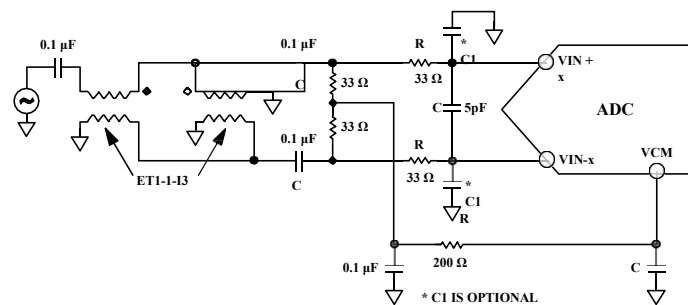 0.1 µF
0.1 µF
R
33 Ω
*
C1
VIN +
x
C
33 Ω
33 Ω
C
5pF
ADC
0.1 µF
C
R
33 Ω
VIN-x
VCM
ET1-1-I3
*
C1
R
0.1 µF
200 Ω
C
* C1 IS OPTIONAL